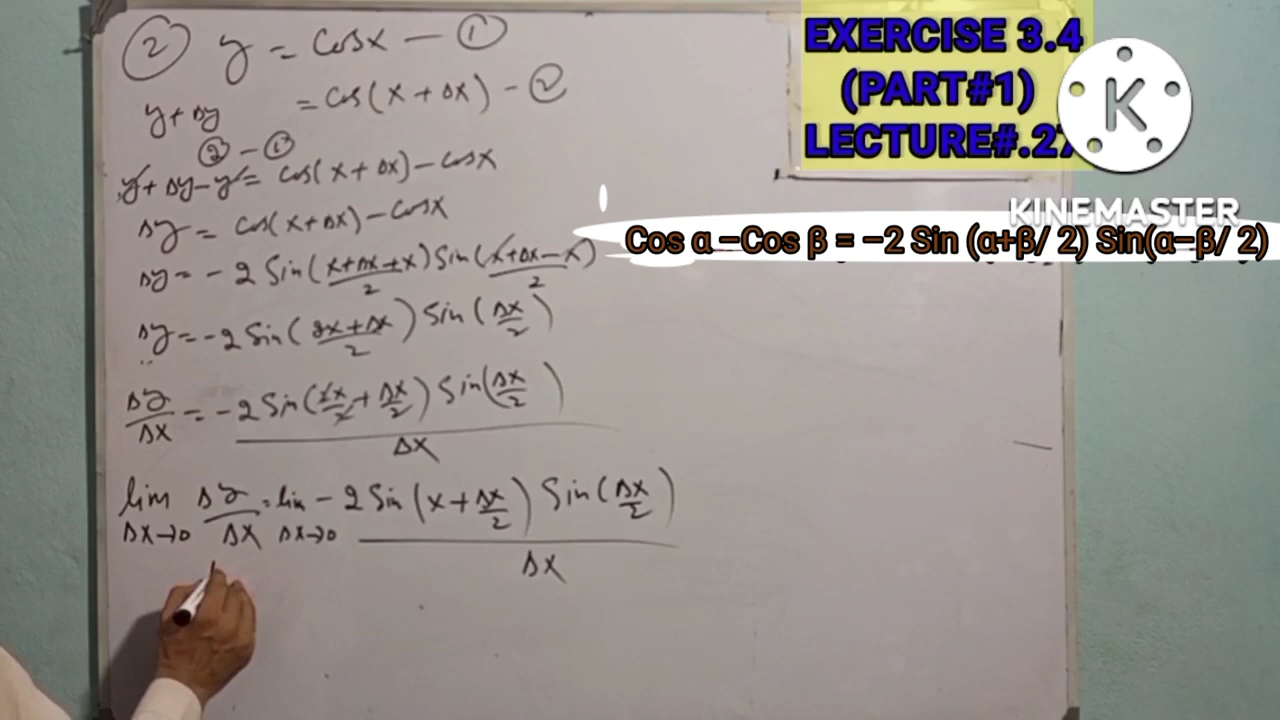 ② y = Cosx — ①
y + Δy = Cos(x + Δx) - ②
② - ①
y + Δy - y = Cos(x + Δx) - Cosx
Δy = Cos(x + Δx) - Cosx
Δy = - 2 Sin(x+Δx+x/2) Sin(x+Δx-x/2)
Δy = -2 Sin(2x+Δx/2) Sin(Δx/2)
Δy/Δx = -2 Sin(2x/2 + Δx/2) Sin(Δx/2)/Δx
lim Δx→0 Δy/Δx = lim Δx→0 - 2 Sin(x + Δx/2) Sin(Δx/2)/Δx
EXERCISE 3.4
(PART#1)
LECTURE#.27
K
KINEMASTER
Cos α –Cos β = –2 Sin (α+β/ 2) Sin(α–β/ 2)